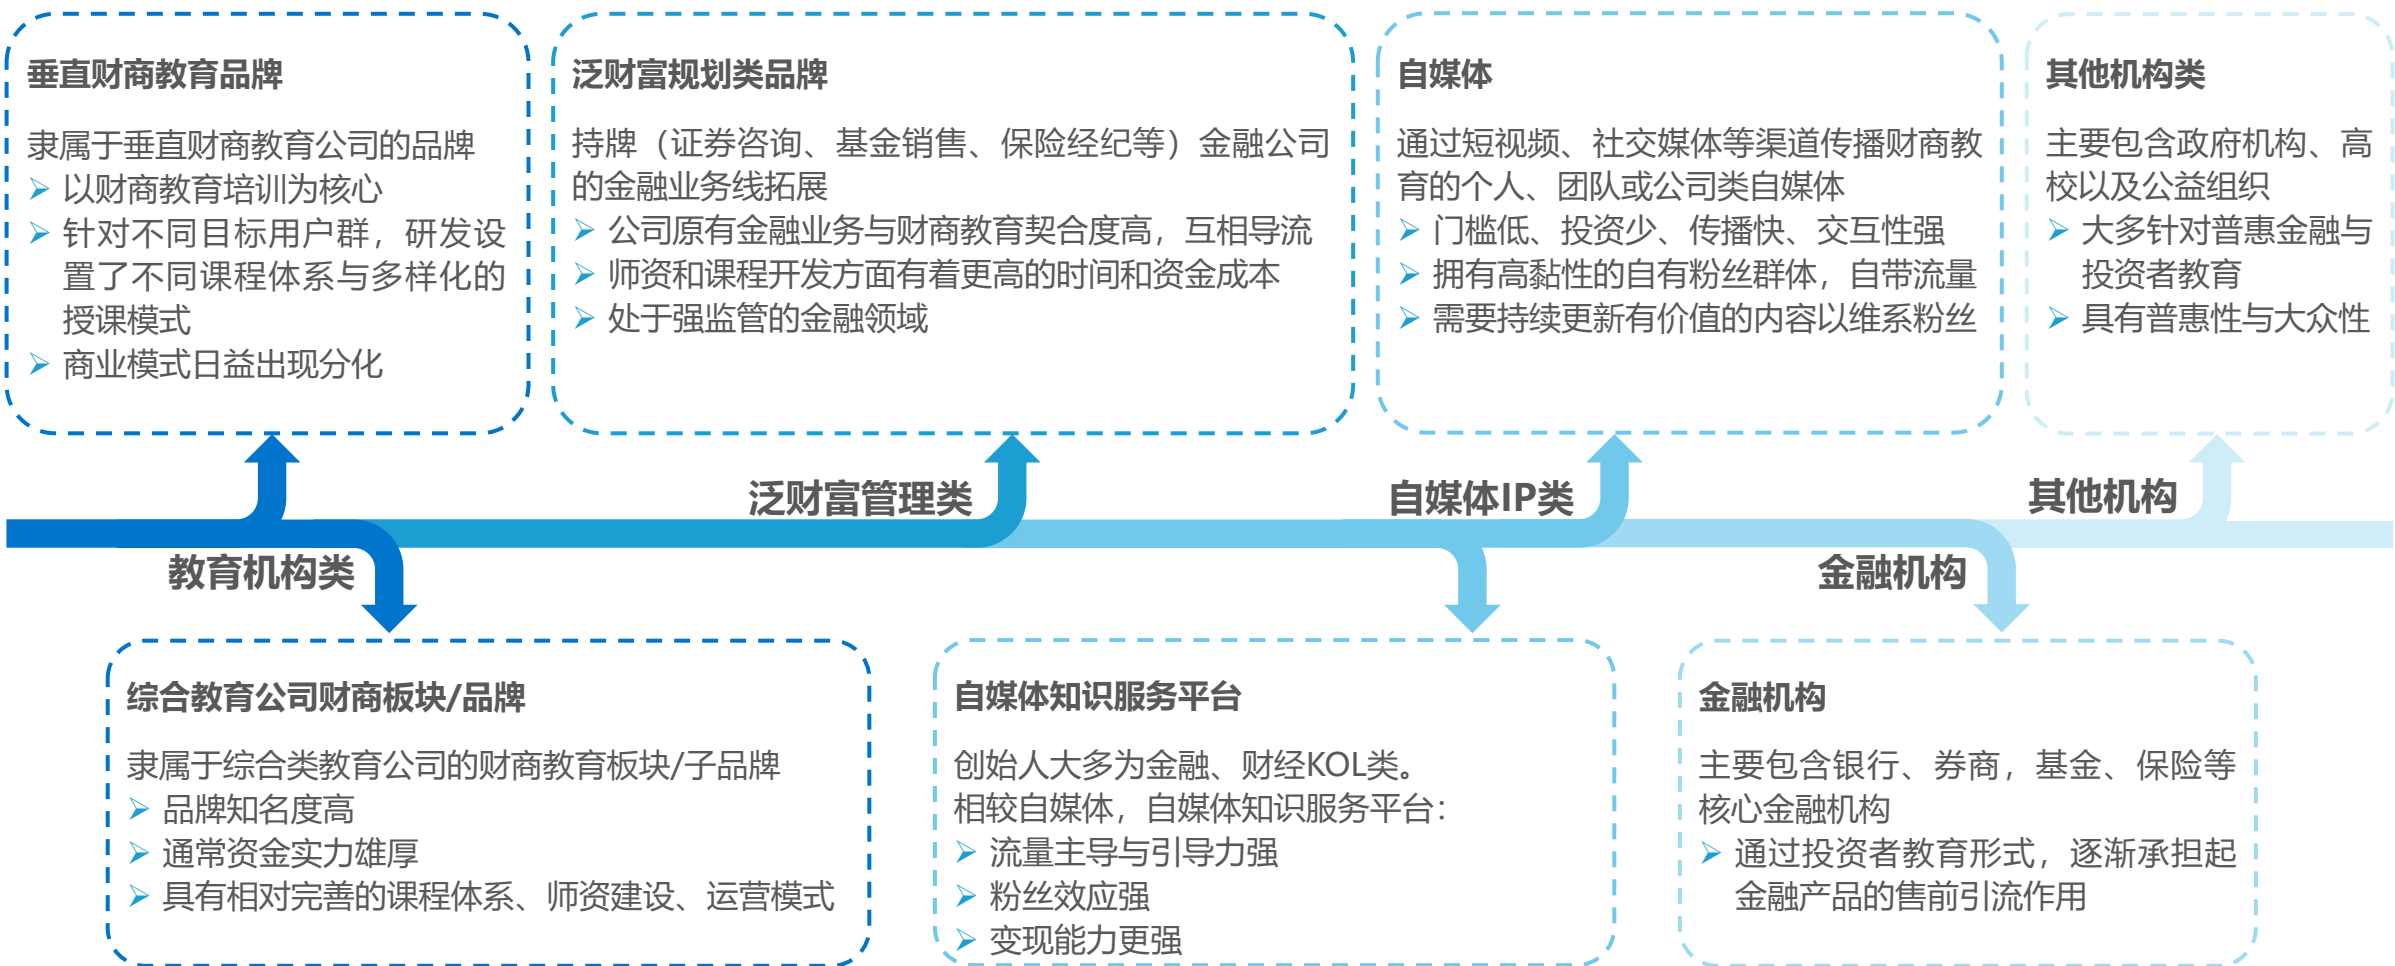 垂直财商教育品牌
隶属于垂直财商教育公司的品牌
以财商教育培训为核心
针对不同目标用户群，研发设
置了不同课程体系与多样化的
授课模式
商业模式日益出现分化
泛财富规划类品牌
持牌（证券咨询、基金销售、保险经纪等）金融公司
的金融业务线拓展
公司原有金融业务与财商教育契合度高，互相导流
师资和课程开发方面有着更高的时间和资金成本
处于强监管的金融领域
自媒体
通过短视频、社交媒体等渠道传播财商教
育的个人、团队或公司类自媒体
门槛低、投资少、传播快、交互性强
拥有高黏性的自有粉丝群体，自带流量
需要持续更新有价值的内容以维系粉丝
其他机构类
主要包含政府机构、高
校以及公益组织
大多针对普惠金融与
投资者教育
具有普惠性与大众性
泛财富管理类
自媒体IP类
其他机构
教育机构类
金融机构
综合教育公司财商板块/品牌
隶属于综合类教育公司的财商教育板块/子品牌
品牌知名度高
通常资金实力雄厚
具有相对完善的课程体系、师资建设、运营模式
自媒体知识服务平台
创始人大多为金融、财经KOL类。
相较自媒体，自媒体知识服务平台：
流量主导与引导力强
粉丝效应强
变现能力更强
金融机构
主要包含银行、券商，基金、保险等
核心金融机构
通过投资者教育形式，逐渐承担起
金融产品的售前引流作用